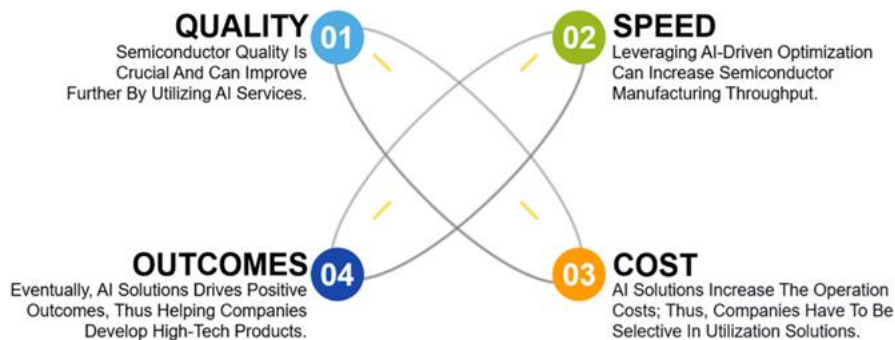 QUALITY
01
Semiconductor Quality Is
Crucial And Can Improve
Further By Utilizing AI Services.
02
SPEED
Leveraging AI-Driven Optimization
Can Increase Semiconductor
Manufacturing Throughput.
03
COST
AI Solutions Increase The Operation
Costs; Thus, Companies Have To Be
Selective In Utilization Solutions.
OUTCOMES
04
Eventually, AI Solutions Drives Positive
Outcomes, Thus Helping Companies
Develop High-Tech Products.